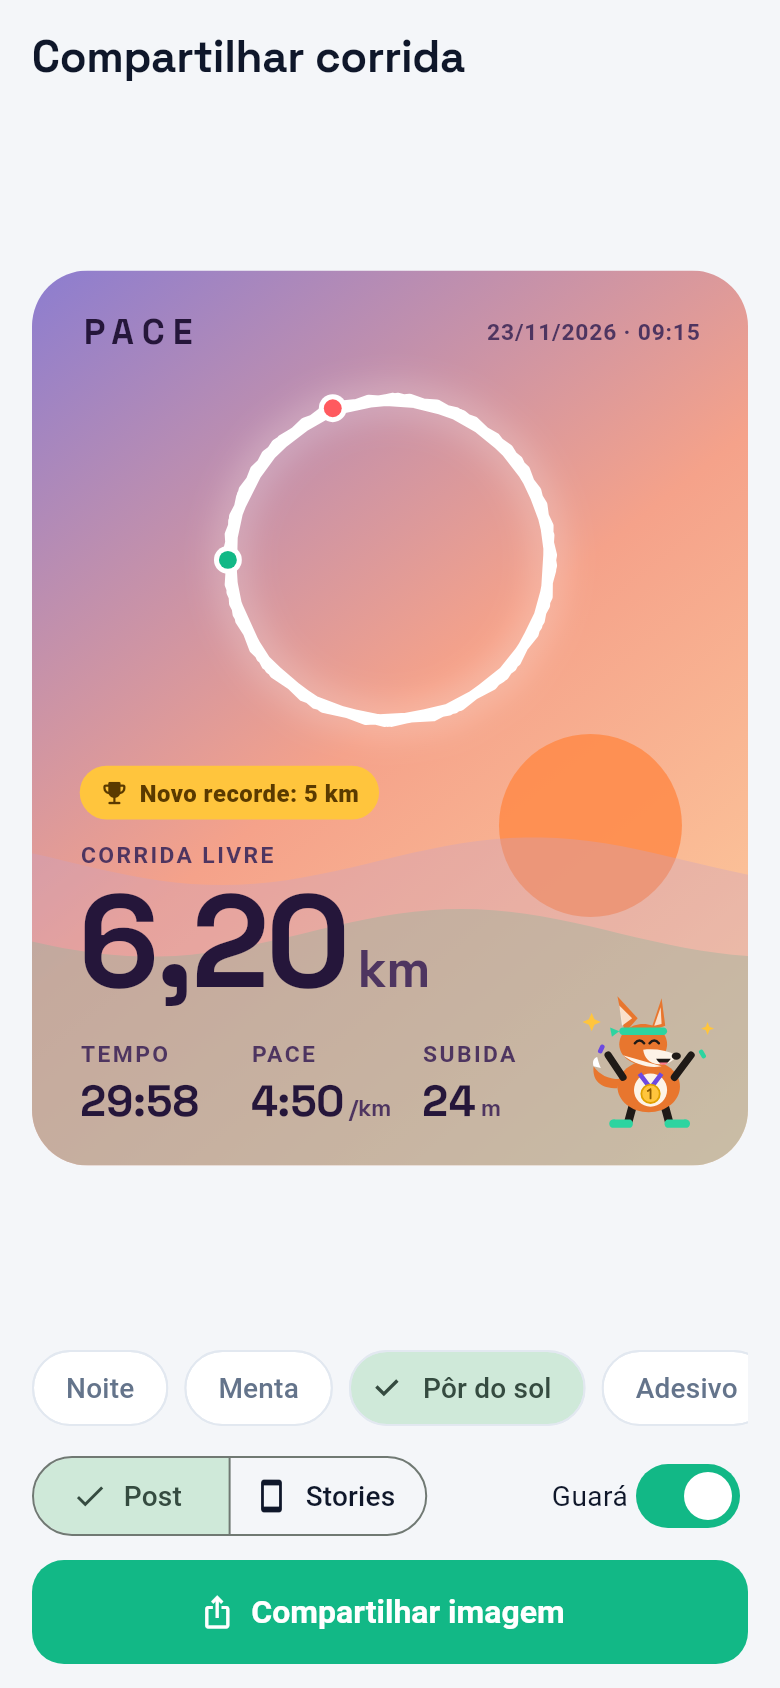 Compartilhar corrida
PACE
23/11/2026 · 09:15
Novo recorde: 5 km
CORRIDA LIVRE
6,20 km
TEMPO PACE SUBIDA
29:58 4:50 /km 24 m
1
Noite Menta Pôr do sol Adesivo
Post Stories Guará
Compartilhar imagem